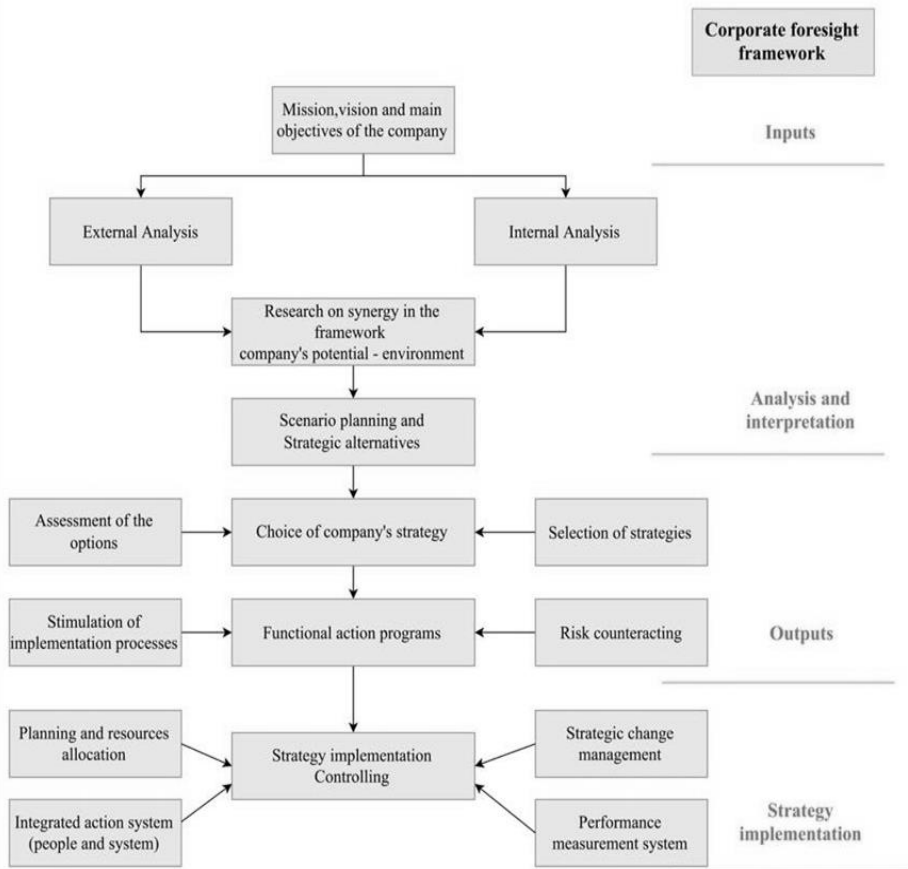 Corporate foresight
framework
Mission,vision and main
objectives of the company
Inputs
External Analysis
Internal Analysis
Research on synergy in the
framework
company's potential - environment
Analysis and
interpretation
Scenario planning and
Strategic alternatives
Assessment of the
options
Choice of company's strategy
Selection of strategies
Stimulation of
implementation processes
Functional action programs
Risk counteracting
Outputs
Planning and resources
allocation
Strategy implementation
Controlling
Strategic change
management
Integrated action system
(people and system)
Performance
measurement system
Strategy
implementation